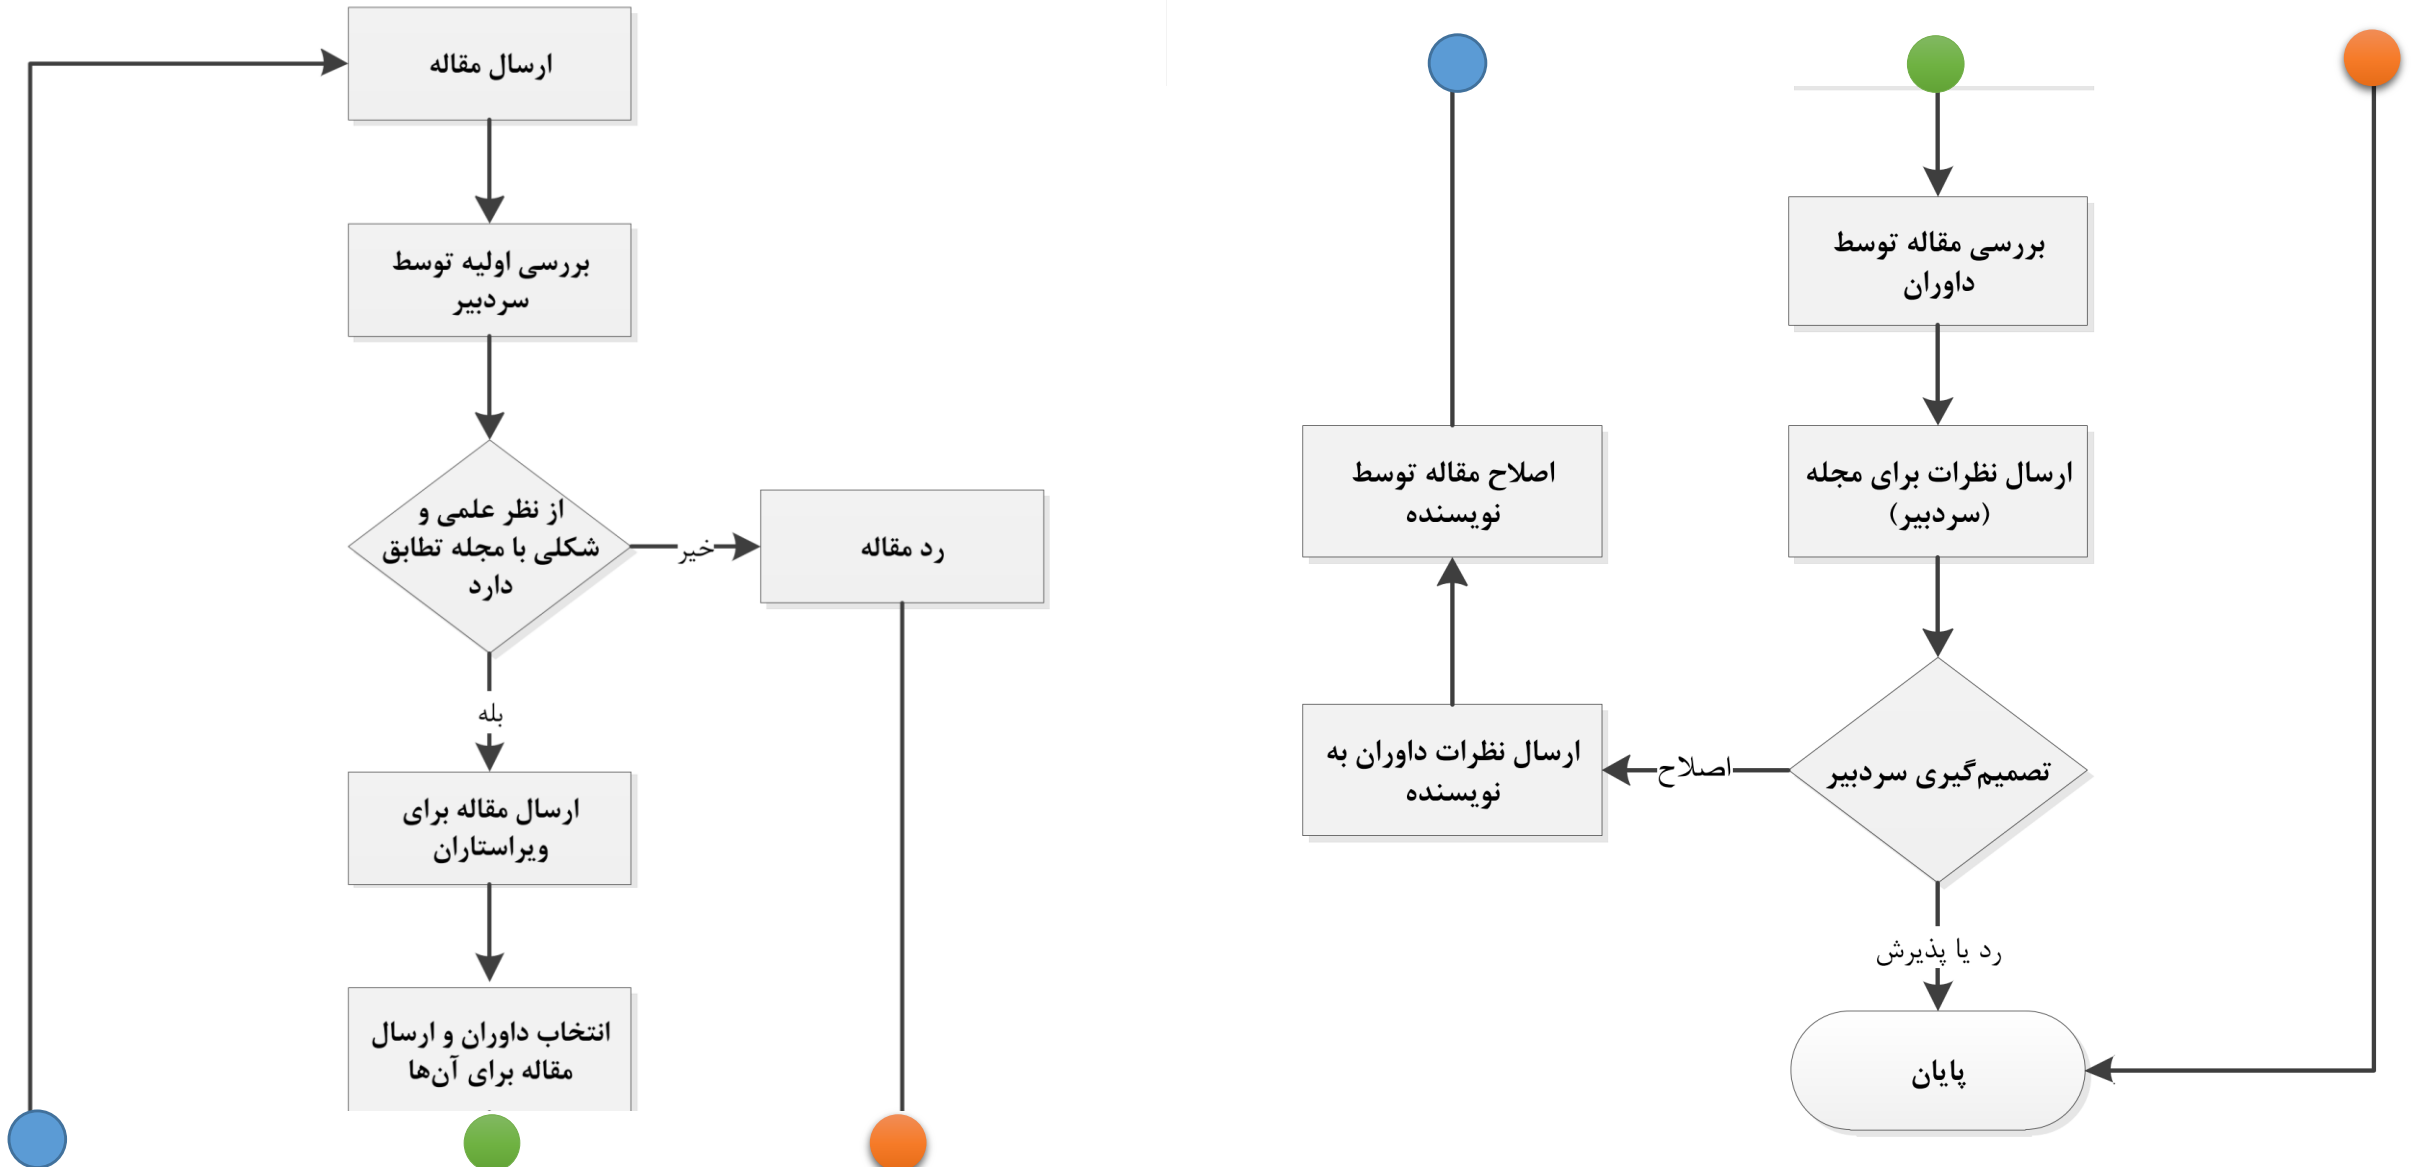 ارسال مقاله
بررسی اولیه توسط
سردبیر
از نظر علمی و
شکلی با مجله تطابق
دارد
خیر
رد مقاله
بله
ارسال مقاله برای
ویراستاران
انتخاب داوران و ارسال
مقاله برای آن‌ها
بررسی مقاله توسط
داوران
ارسال نظرات برای مجله
(سردبیر)
تصمیم‌گیری سردبیر
اصلاح
ارسال نظرات داوران به
نویسنده
اصلاح مقاله توسط
نویسنده
رد یا پذیرش
پایان